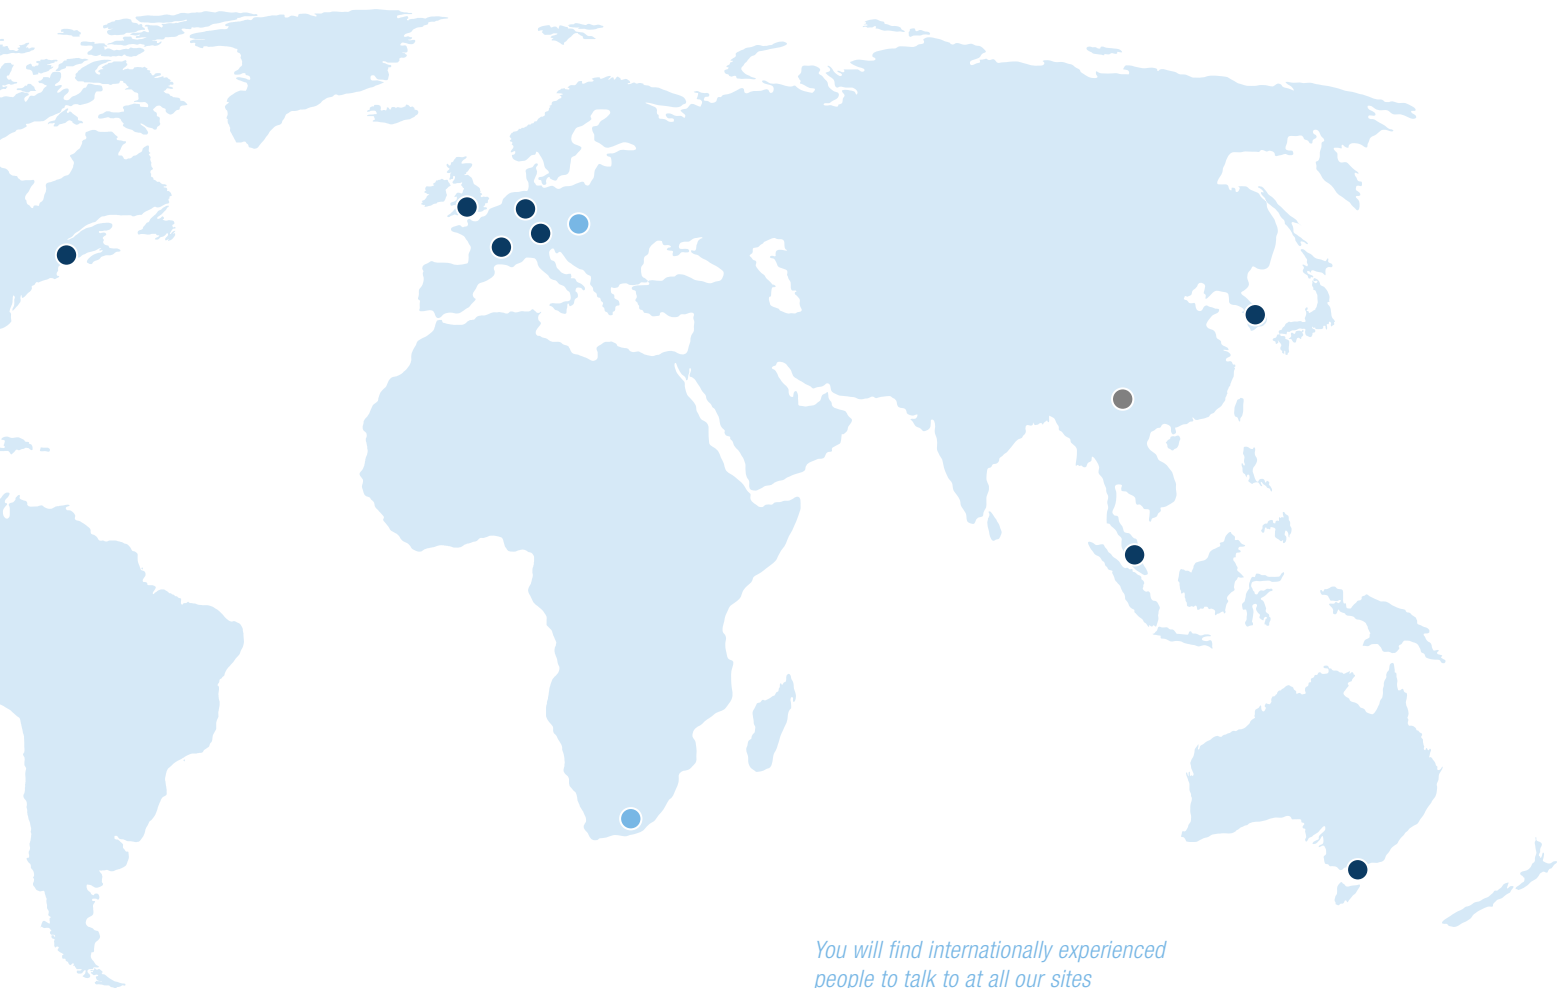 You will find internationally experienced
people to talk to at all our sites